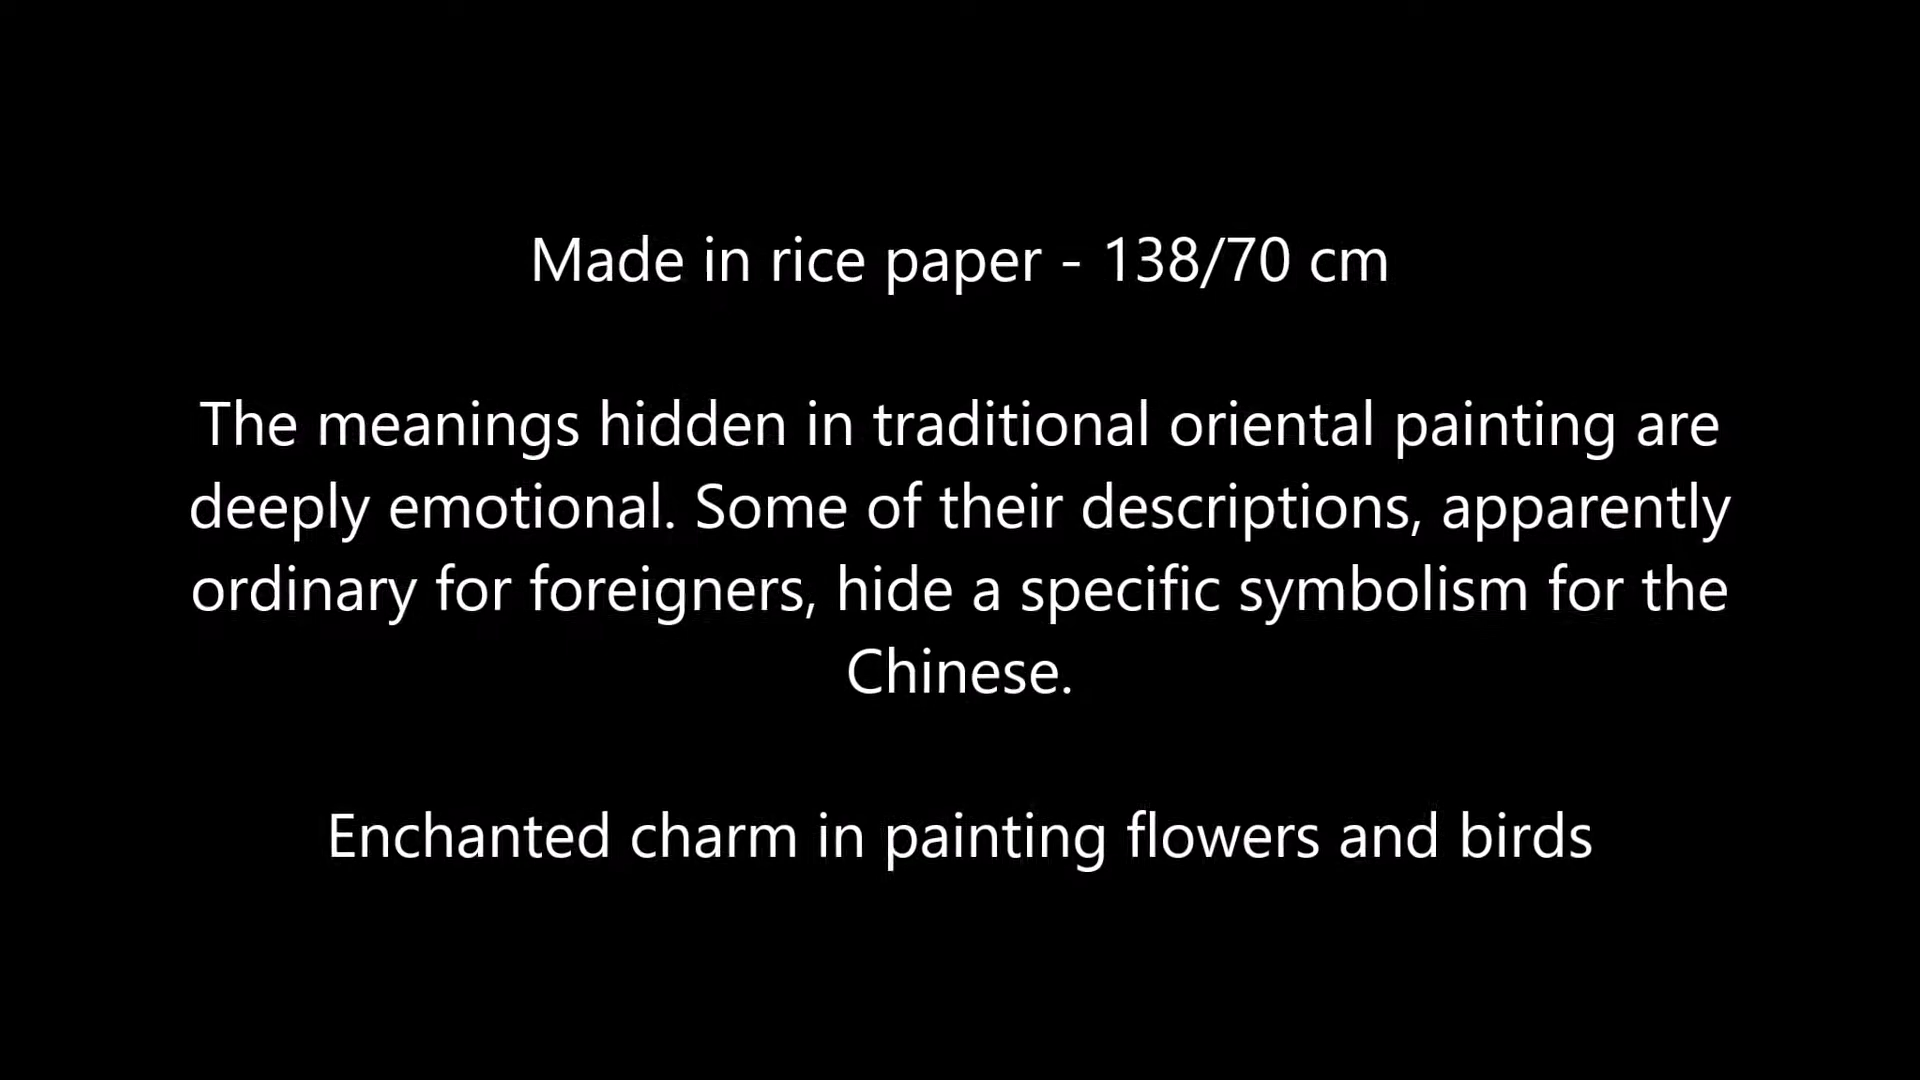 Made in rice paper - 138/70 cm
The meanings hidden in traditional oriental painting are
deeply emotional. Some of their descriptions, apparently
ordinary for foreigners, hide a specific symbolism for the
Chinese.
Enchanted charm in painting flowers and birds